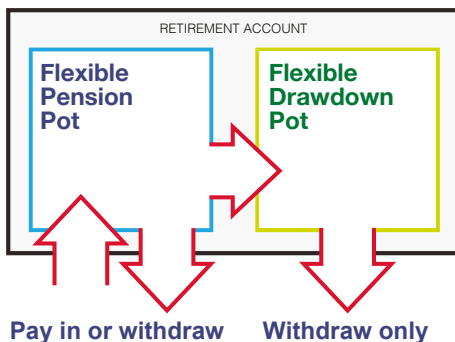 RETIREMENT ACCOUNT
Flexible
Pension
Pot
Flexible
Drawdown
Pot
Pay in or withdraw
Withdraw only